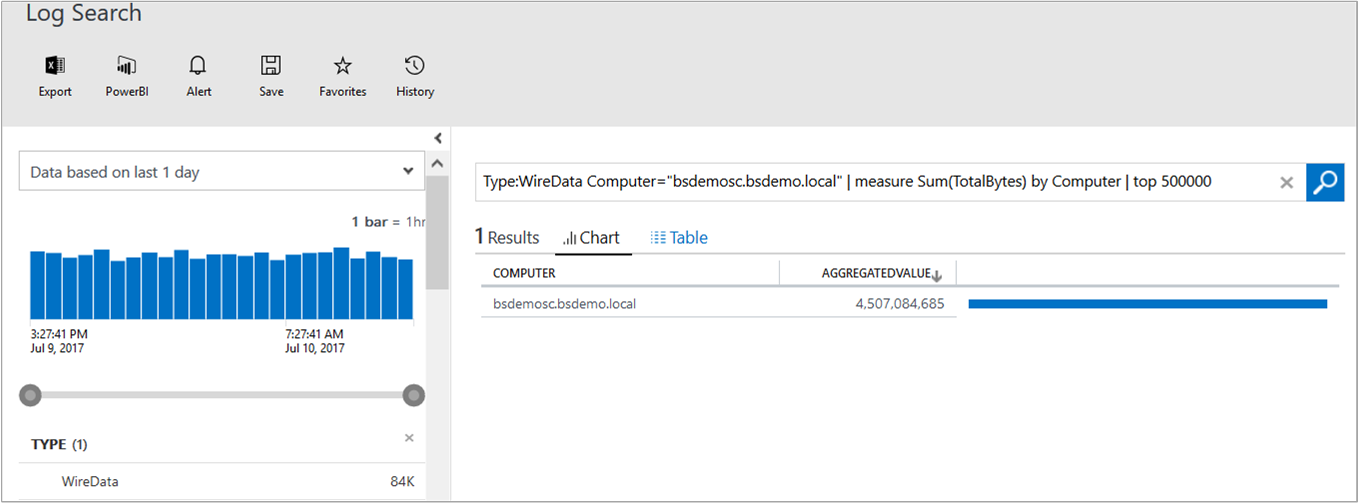 Log Search
Export PowerBI Alert Save Favorites History
Data based on last 1 day
1 bar = 1hr
3:27:41 PM 7:27:41 AM
Jul 9, 2017 Jul 10, 2017
TYPE (1)
WireData 84K
Type:WireData Computer="bsdemosc.bsdemo.local" | measure Sum(TotalBytes) by Computer | top 500000
1 Results Chart Table
COMPUTER AGGREGATEDVALUE
bsdemosc.bsdemo.local 4,507,084,685